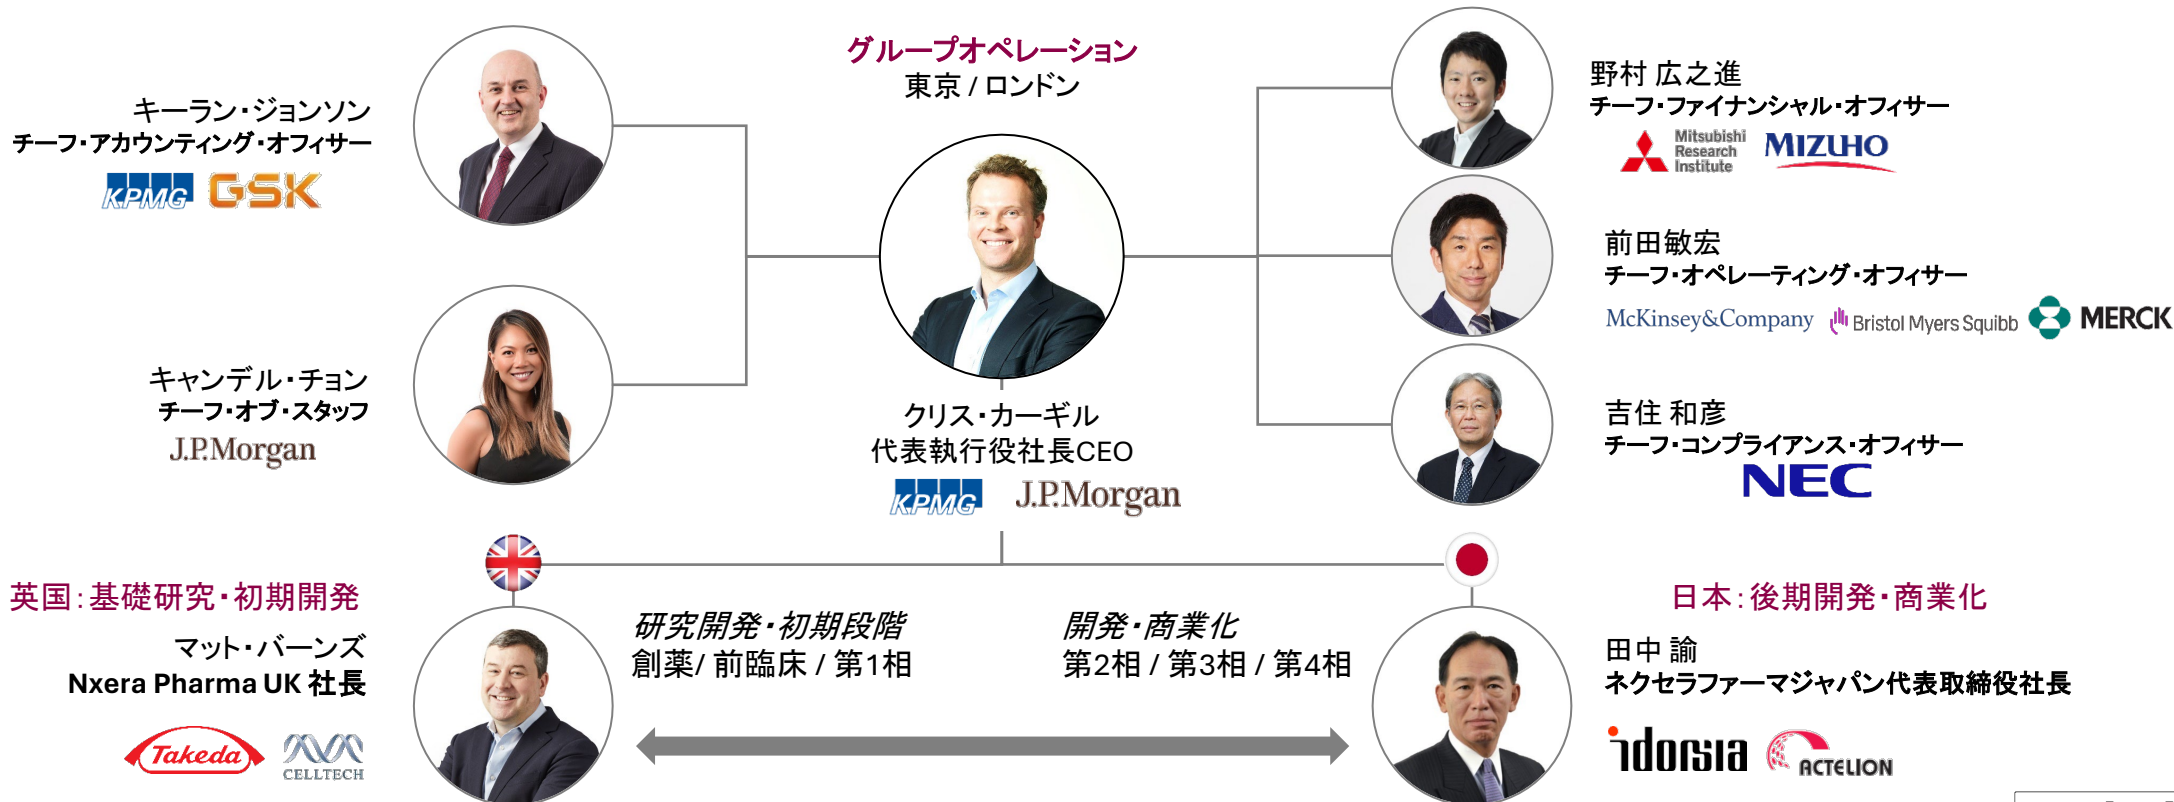 グループオペレーション
東京 / ロンドン
キーラン・ジョンソン
チーフ・アカウンティング・オフィサー
KPMG GSK
キャンデル・チョン
チーフ・オブ・スタッフ
J.P.Morgan
クリス・カーギル
代表執行役社長CEO
KPMG J.P.Morgan
野村 広之進
チーフ・ファイナンシャル・オフィサー
Mitsubishi
Research
Institute
MIZUHO
前田敏宏
チーフ・オペレーティング・オフィサー
McKinsey&Company Bristol Myers Squibb MERCK
吉住 和彦
チーフ・コンプライアンス・オフィサー
NEC
英国：基礎研究・初期開発
マット・バーンズ
Nxera Pharma UK 社長
Takeda CELLTECH
研究開発・初期段階
創薬/ 前臨床 / 第1相
開発・商業化
第2相 / 第3相 / 第4相
日本：後期開発・商業化
田中 諭
ネクセラファーマジャパン代表取締役社長
idorsia ACTELION